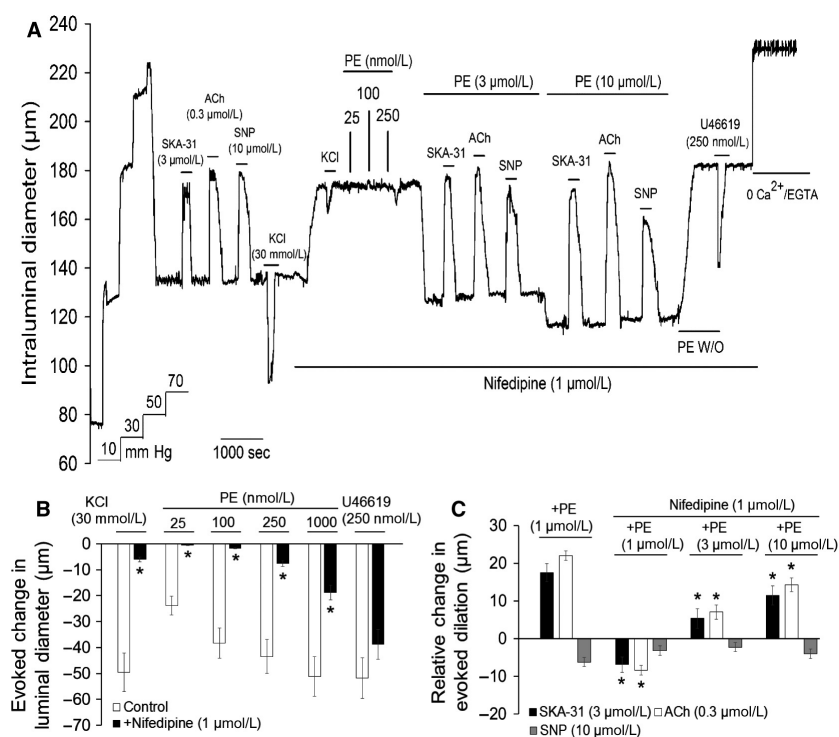 A
Intraluminal diameter (µm)
240
220
200
180
160
140
120
100
80
60
10
30
50
70
mm Hg
1000 sec
SKA-31
(3 µmol/L)
ACh
(0.3 µmol/L)
SNP
(10 µmol/L)
KCl
(30 mmol/L)
KCl
PE (nmol/L)
25
100
250
PE (3 µmol/L)
SKA-31
ACh
SNP
PE (10 µmol/L)
SKA-31
ACh
SNP
PE W/O
U46619
(250 nmol/L)
0 Ca2+/EGTA
Nifedipine (1 µmol/L)
B
KCl
(30 mmol/L)
PE (nmol/L)
25 100 250 1000
U46619
(250 nmol/L)
Evoked change in
luminal diameter (µm)
0
−10
−20
−30
−40
−50
−60
−70
* * * * *
Control
+Nifedipine (1 µmol/L)
C
+PE
(1 µmol/L)
Nifedipine (1 µmol/L)
+PE
(1 µmol/L)
+PE
(3 µmol/L)
+PE
(10 µmol/L)
Relative change in
evoked dilation (µm)
30
20
10
0
−10
−20
* * * * * *
SKA-31 (3 µmol/L) ACh (0.3 µmol/L)
SNP (10 µmol/L)